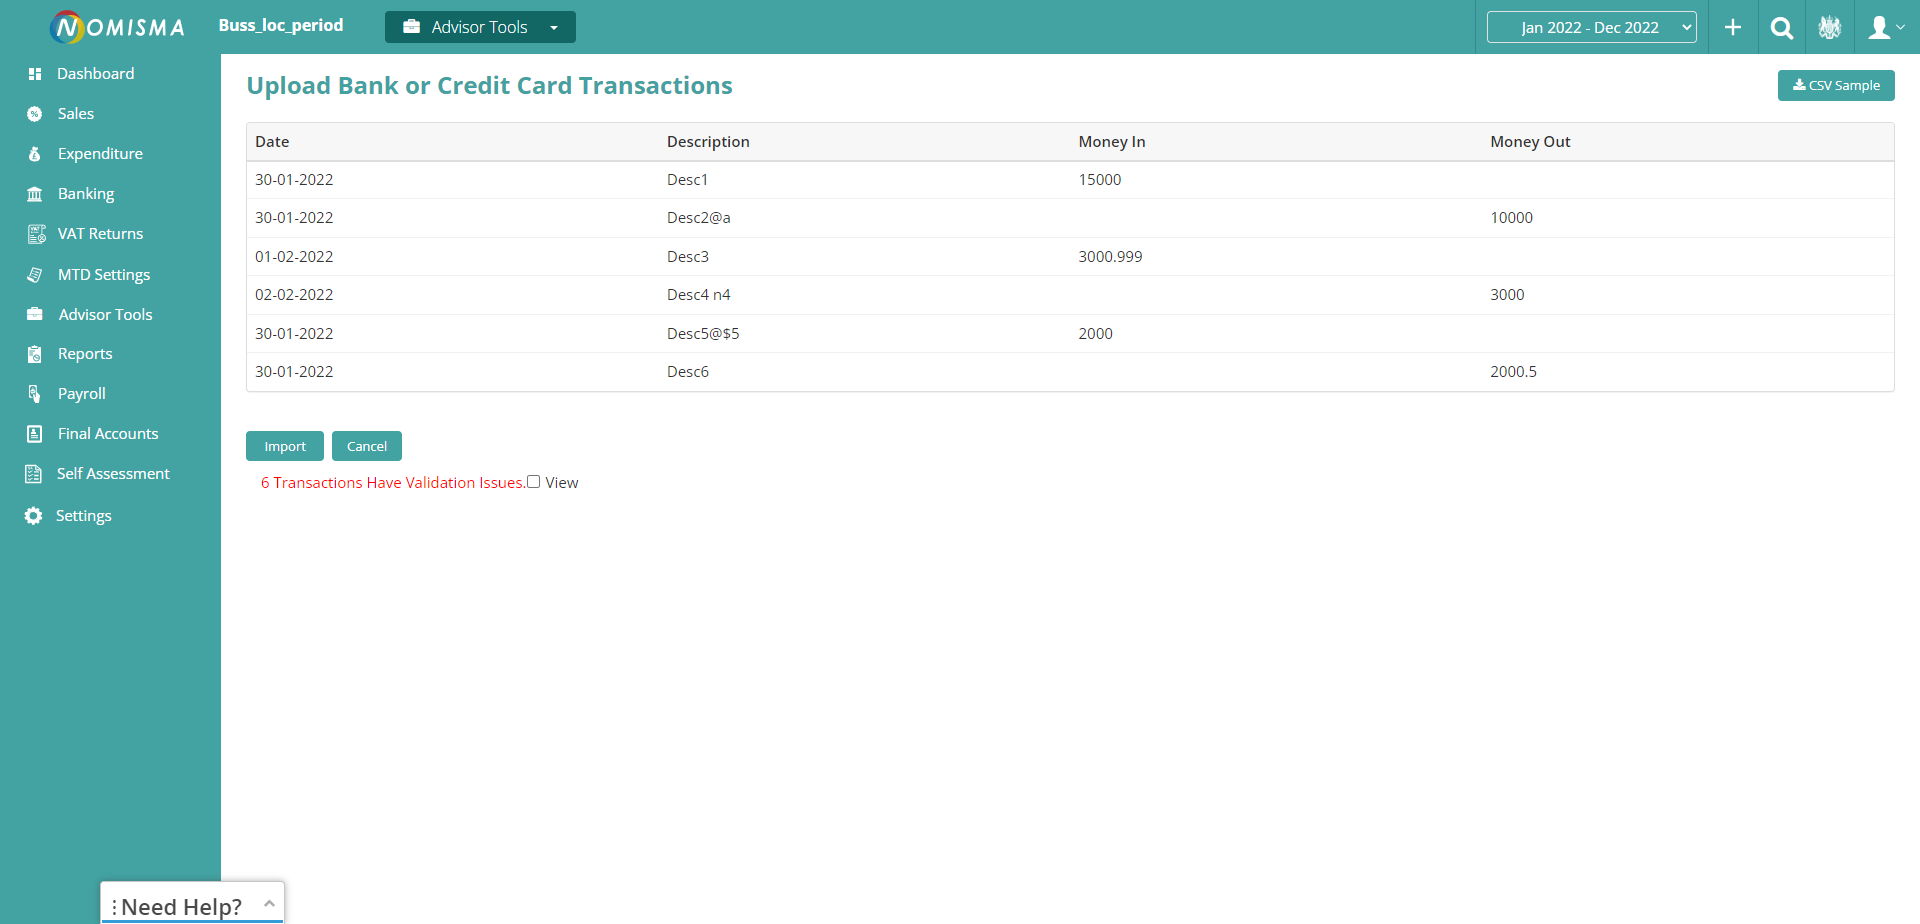 NOMISMA Buss_loc_period Advisor Tools Jan 2022 - Dec 2022
Dashboard
Sales
Expenditure
Banking
VAT Returns
MTD Settings
Advisor Tools
Reports
Payroll
Final Accounts
Self Assessment
Settings
Upload Bank or Credit Card Transactions
CSV Sample
Date Description Money In Money Out
30-01-2022 Desc1 15000
30-01-2022 Desc2@a 10000
01-02-2022 Desc3 3000.999
02-02-2022 Desc4 n4 3000
30-01-2022 Desc5@$5 2000
30-01-2022 Desc6 2000.5
Import Cancel
6 Transactions Have Validation Issues. View
Need Help?